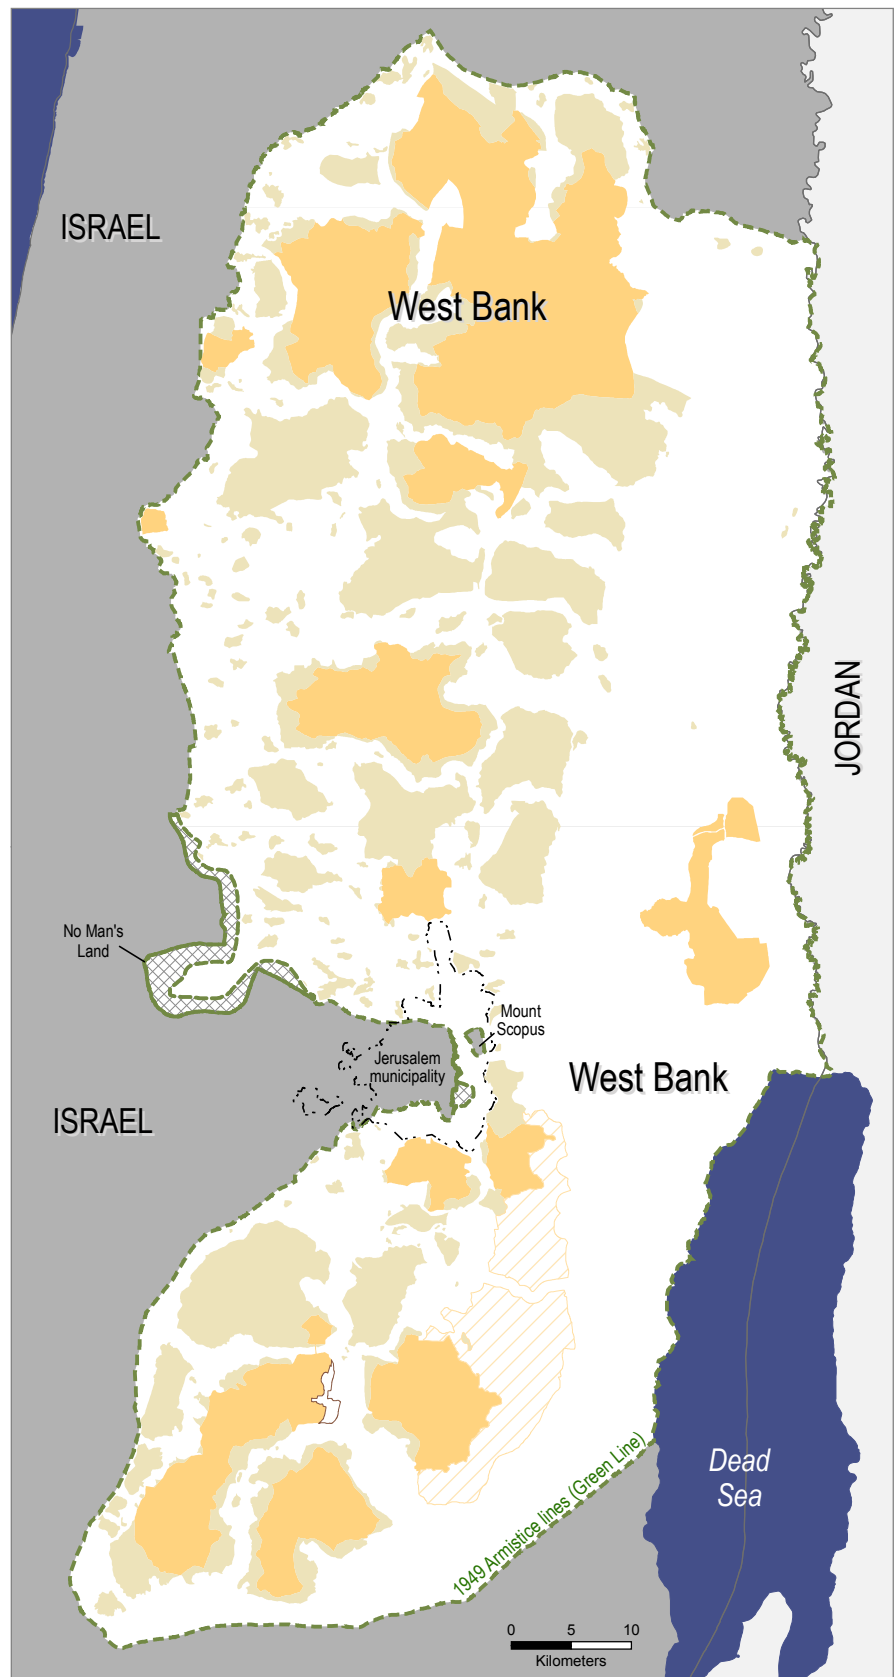 ISRAEL
West Bank
JORDAN
No Man's
Land
Mount
Scopus
Jerusalem
municipality
West Bank
ISRAEL
Dead
Sea
1949 Armistice lines (Green Line)
0 5 10
Kilometers